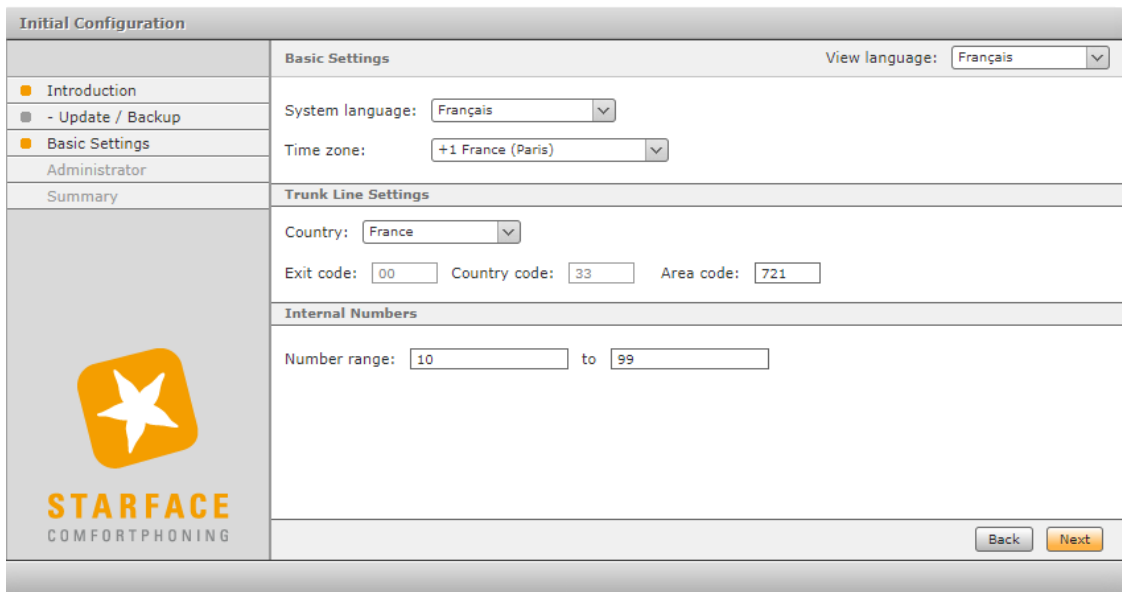 Initial Configuration
Basic Settings
View language: Français
Introduction
- Update / Backup
Basic Settings
Administrator
Summary
System language: Français
Time zone: +1 France (Paris)
Trunk Line Settings
Country: France
Exit code: 00 Country code: 33 Area code: 721
Internal Numbers
Number range: 10 to 99
STARFACE
COMFORTPHONING
Back Next